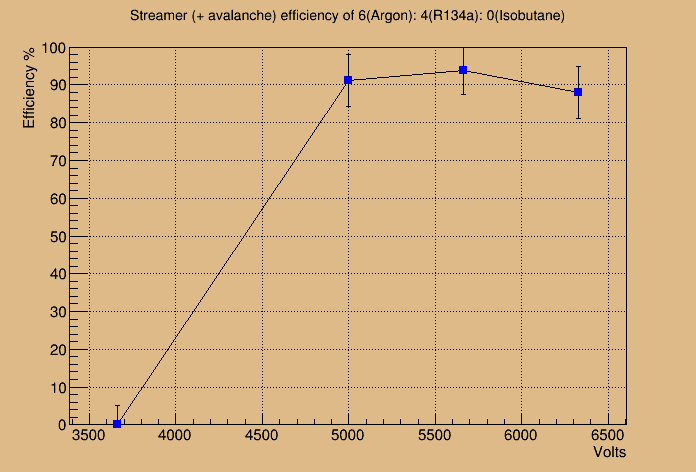 Streamer (+ avalanche) efficiency of 6(Argon): 4(R134a): 0(Isobutane)
Efficiency %
100
90
80
70
60
50
40
30
20
10
0
3500 4000 4500 5000 5500 6000 6500
Volts